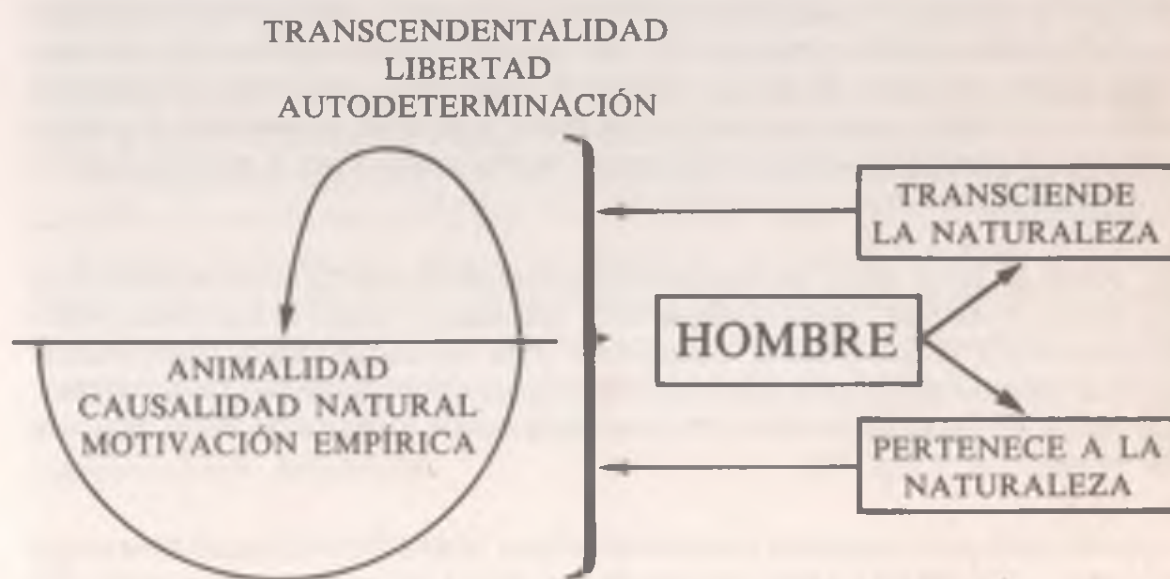 TRANSCENDENTALIDAD
LIBERTAD
AUTODETERMINACIÓN
ANIMALIDAD
CAUSALIDAD NATURAL
MOTIVACIÓN EMPÍRICA
TRANSCIENDE
LA NATURALEZA
HOMBRE
PERTENECE A LA
NATURALEZA